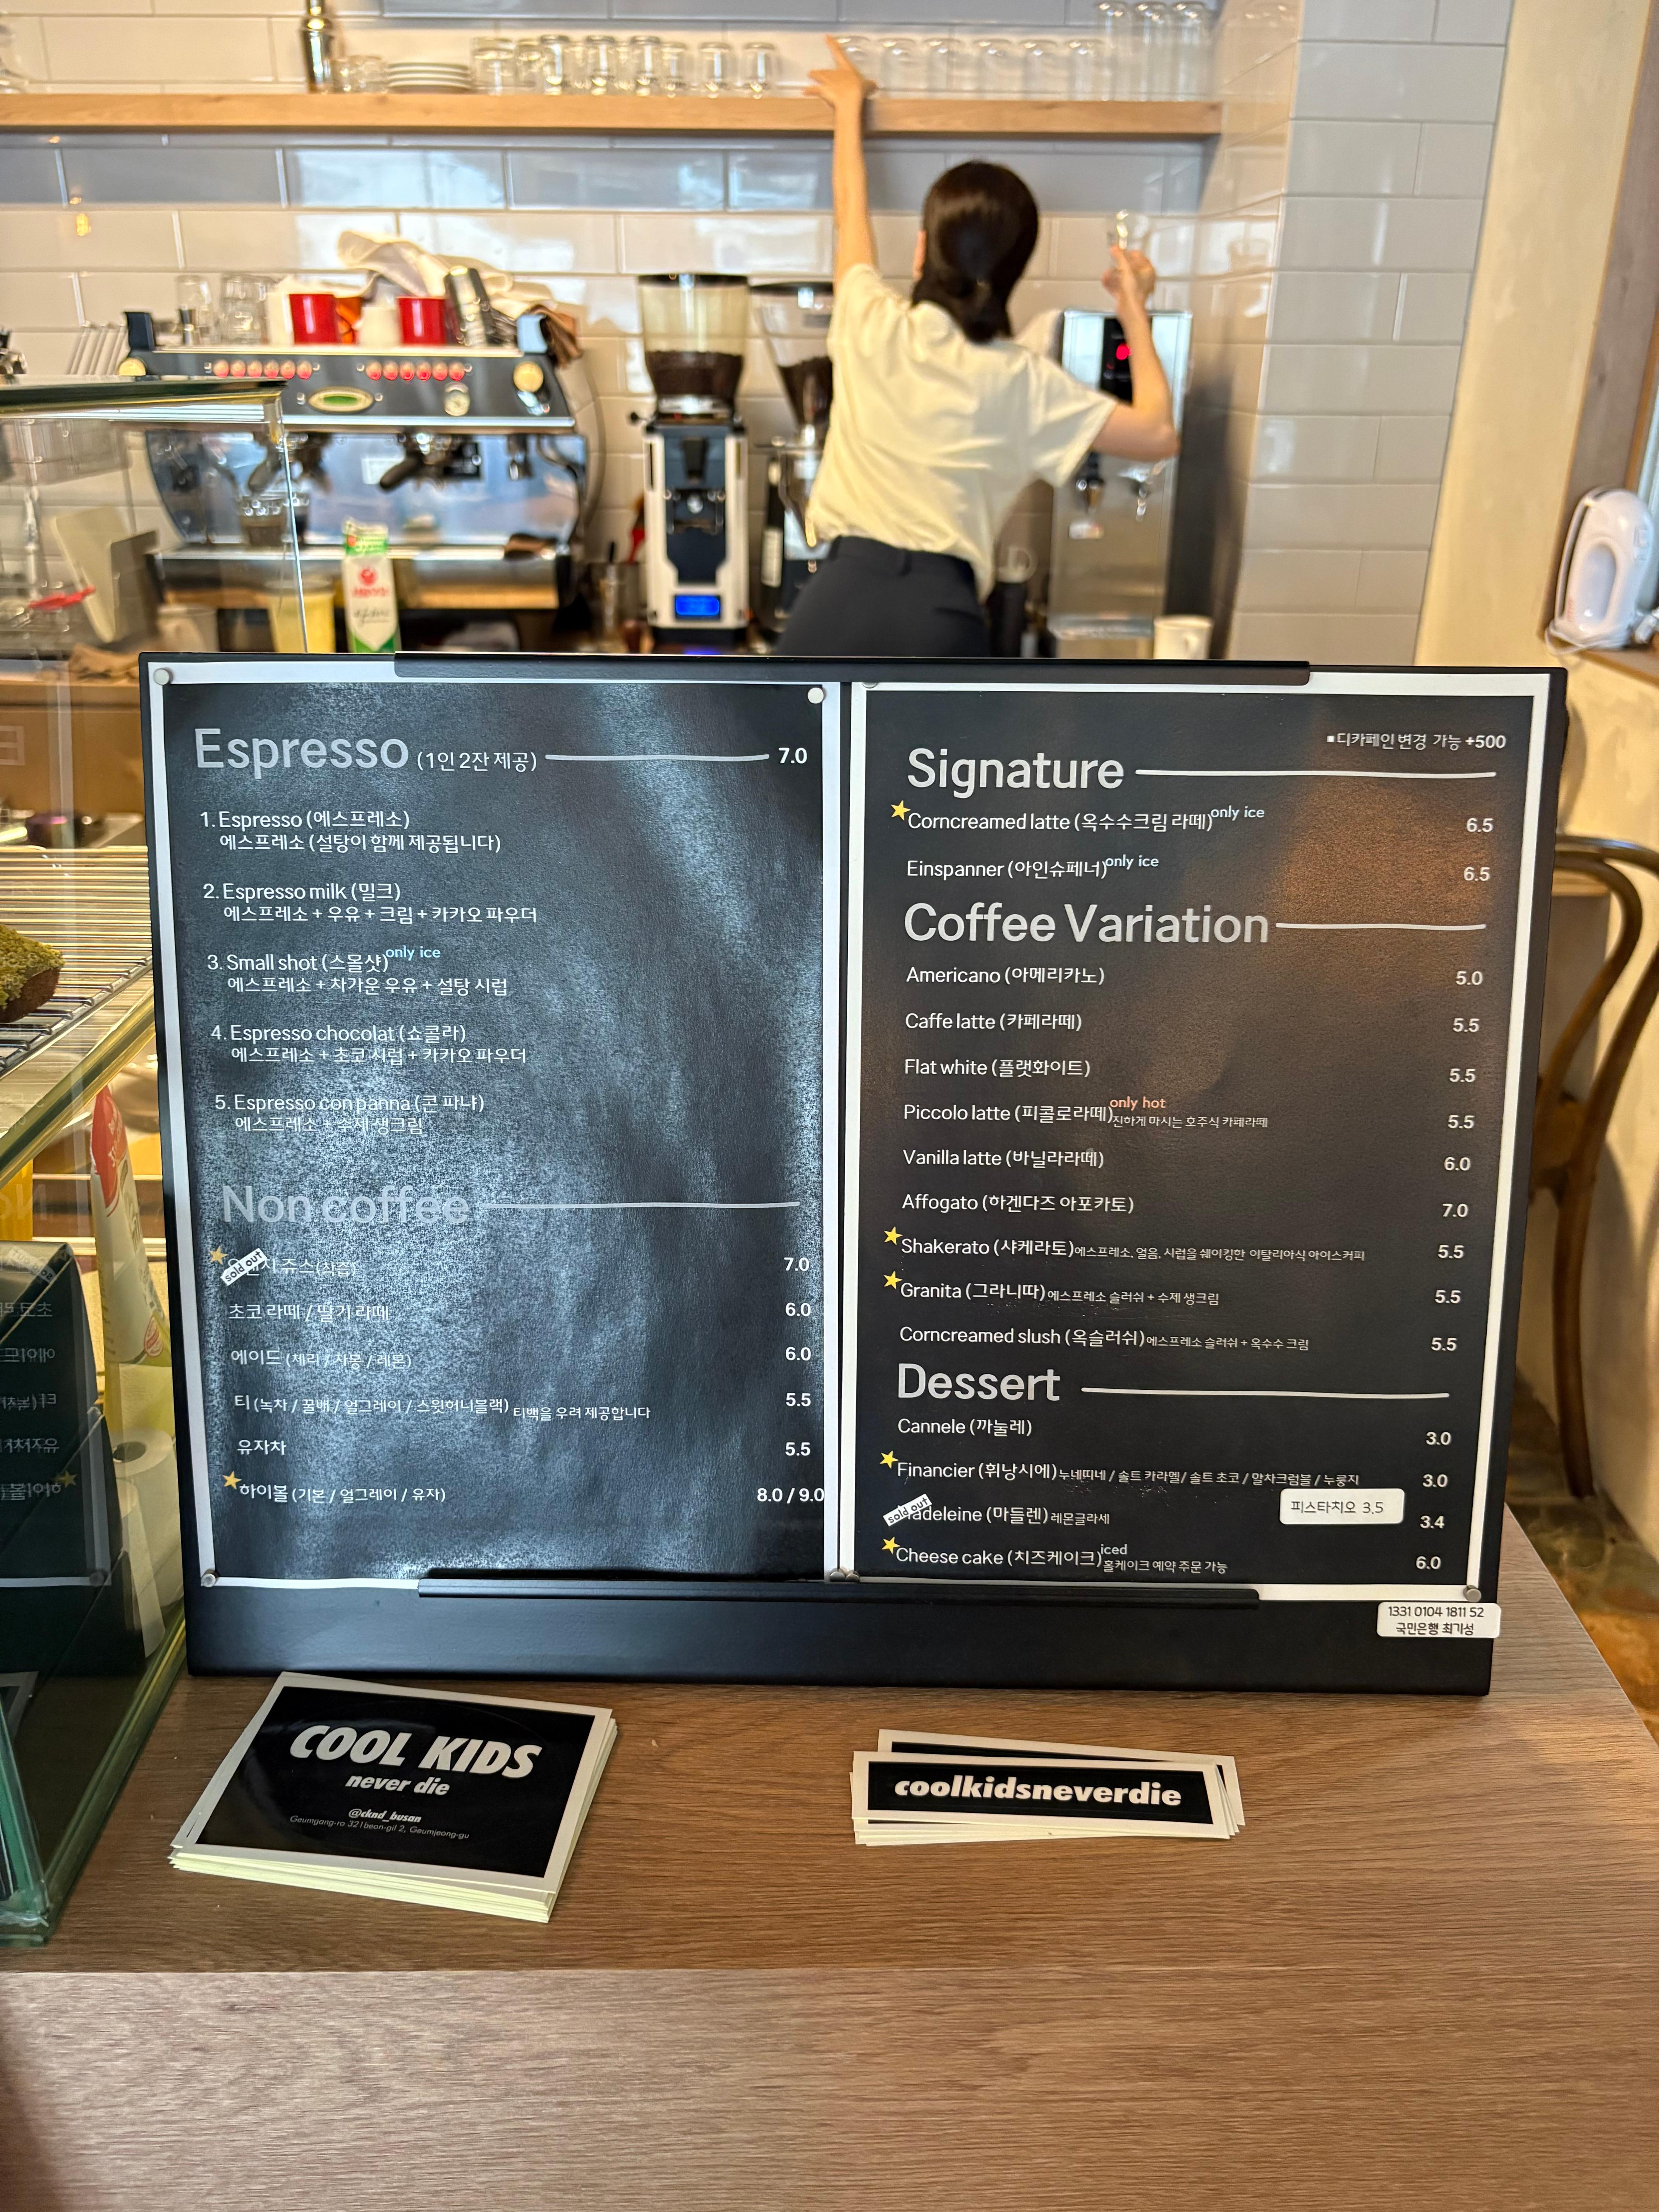 Espresso (1인 2잔 제공) 7.0
1. Espresso (에스프레소)
에스프레소 (설탕이 함께 제공됩니다)
2. Espresso milk (밀크)
에스프레소 + 우유 + 크림 + 카카오 파우더
3. Small shot (스몰샷) only ice
에스프레소 + 차가운 우유 + 설탕 시럽
4. Espresso chocolat (쇼콜라)
에스프레소 + 초코 시럽 + 카카오 파우더
5. Espresso con panna (콘 파냐)
에스프레소 + 수제 생크림
Non coffee
sold out 쥬스(착즙) 7.0
초코 라떼 / 딸기 라떼 6.0
에이드 (체리 / 자몽 / 레몬) 6.0
티 (녹차 / 꿀배 / 얼그레이 / 스윗허니블랙) 티백을 우려 제공합니다 5.5
유자차 5.5
하이볼 (기본 / 얼그레이 / 유자) 8.0 / 9.0
■디카페인 변경 가능 +500
Signature
Corncreamed latte (옥수수크림 라떼) only ice 6.5
Einspanner (아인슈페너) only ice 6.5
Coffee Variation
Americano (아메리카노) 5.0
Caffe latte (카페라떼) 5.5
Flat white (플랫화이트) 5.5
Piccolo latte (피콜로라떼) only hot 진하게 마시는 호주식 카페라떼 5.5
Vanilla latte (바닐라라떼) 6.0
Affogato (하겐다즈 아포카토) 7.0
Shakerato (샤케라토) 에스프레소, 얼음, 시럽을 쉐이킹한 이탈리아식 아이스커피 5.5
Granita (그라니따) 에스프레소 슬러쉬 + 수제 생크림 5.5
Corncreamed slush (옥슬러쉬) 에스프레소 슬러쉬 + 옥수수 크림 5.5
Dessert
Cannele (까눌레) 3.0
Financier (휘낭시에) 누네띠네 / 솔트 카라멜 / 솔트 초코 / 말차크럼블 / 누룽지 3.0
피스타치오 3.5
sold out adeleine (마들렌) 레몬글라세 3.4
Cheese cake (치즈케이크) iced 홀케이크 예약 주문 가능 6.0
1331 0104 1811 52
국민은행 최기성
COOL KIDS
never die
@cknd_busan
Geumgang-ro 321beon-gil 2, Geumjeong-gu
coolkidsneverdie